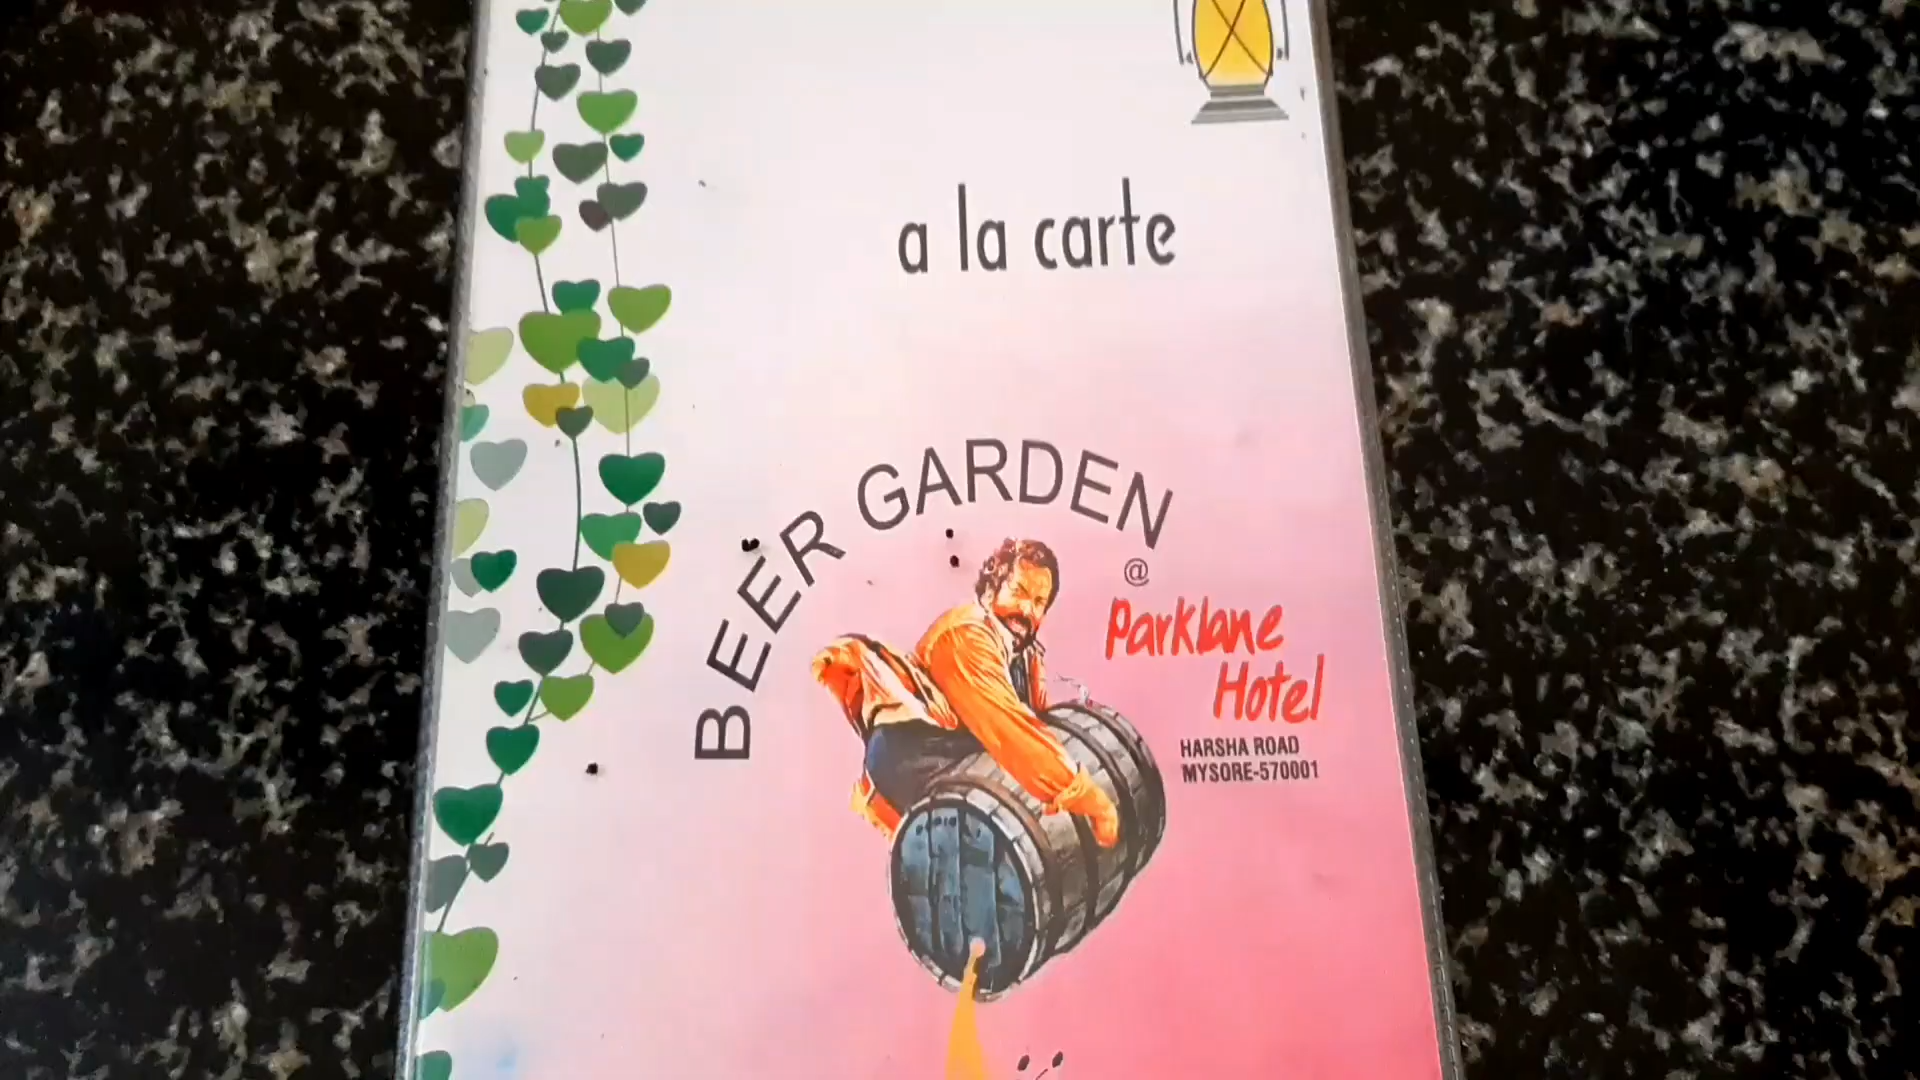 a la carte
BEER GARDEN
@
Parklane
Hotel
HARSHA ROAD
MYSORE-570001